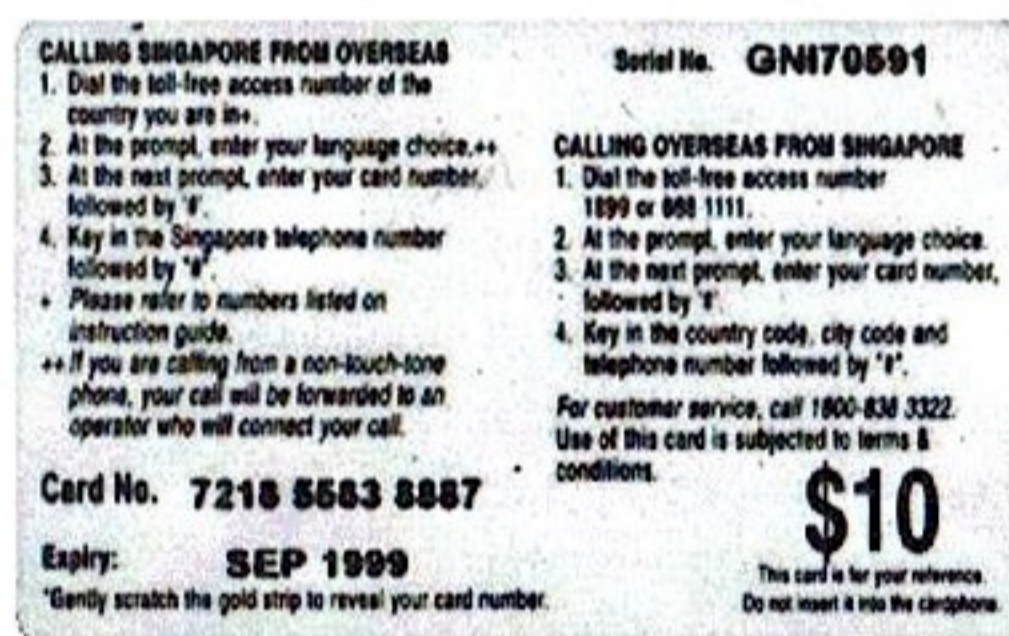 CALLING SINGAPORE FROM OVERSEAS
1. Dial the toll-free access number of the
country you are in+.
2. At the prompt, enter your language choice.++
3. At the next prompt, enter your card number,
followed by '#'.
4. Key in the Singapore telephone number
followed by "#".
+ Please refer to numbers listed on
instruction guide.
++ If you are calling from a non-touch-tone
phone, your call will be forwarded to an
operator who will connect your call.
Card No. 7218 5583 8887
Expiry: SEP 1999
*Gently scratch the gold strip to reveal your card number.
Serial No. GNI70591
CALLING OVERSEAS FROM SINGAPORE
1. Dial the toll-free access number
1899 or 868 1111.
2. At the prompt, enter your language choice.
3. At the next prompt, enter your card number,
followed by '#'.
4. Key in the country code, city code and
telephone number followed by "#".
For customer service, call 1800-838 3322.
Use of this card is subjected to terms &
conditions.
$10
This card is for your reference.
Do not insert it into the cardphone.